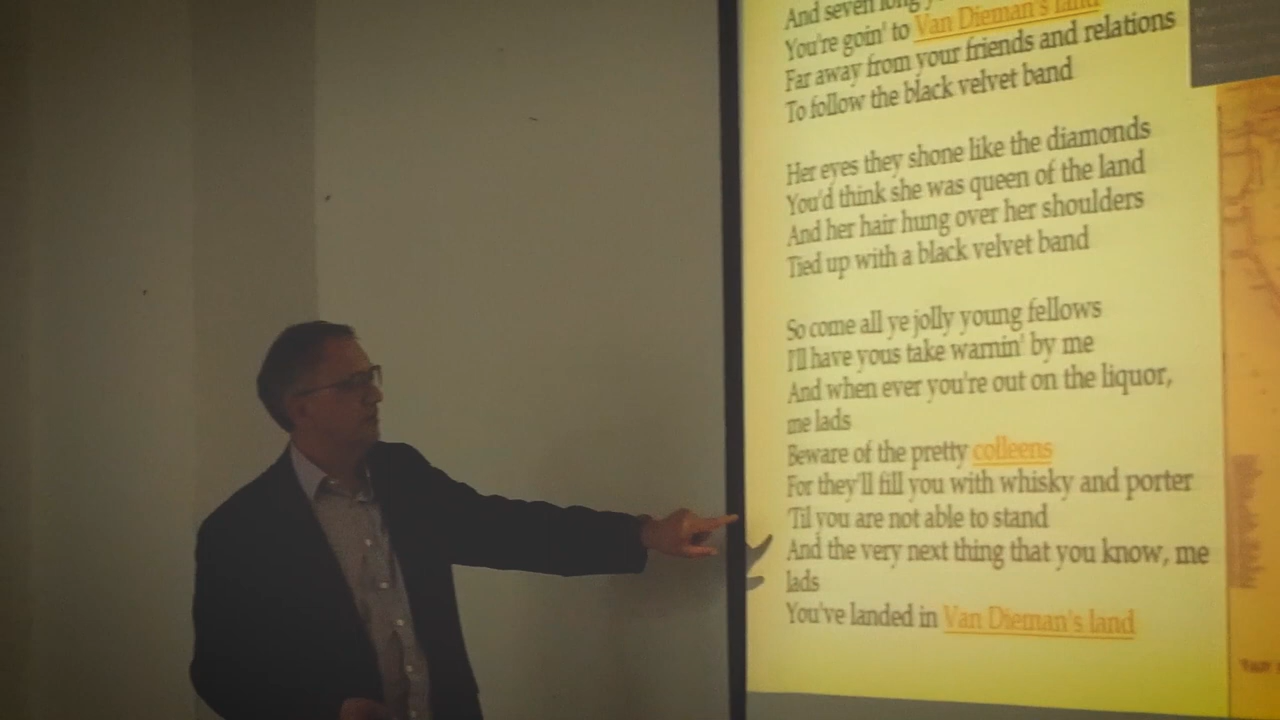 And seven long
You're goin' to Van Dieman's land
Far away from your friends and relations
To follow the black velvet band
Her eyes they shone like the diamonds
You'd think she was queen of the land
And her hair hung over her shoulders
Tied up with a black velvet band
So come all ye jolly young fellows
I'll have yous take warnin' by me
And when ever you're out on the liquor,
me lads
Beware of the pretty colleens
For they'll fill you with whisky and porter
'Til you are not able to stand
And the very next thing that you know, me
lads
You've landed in Van Dieman's land